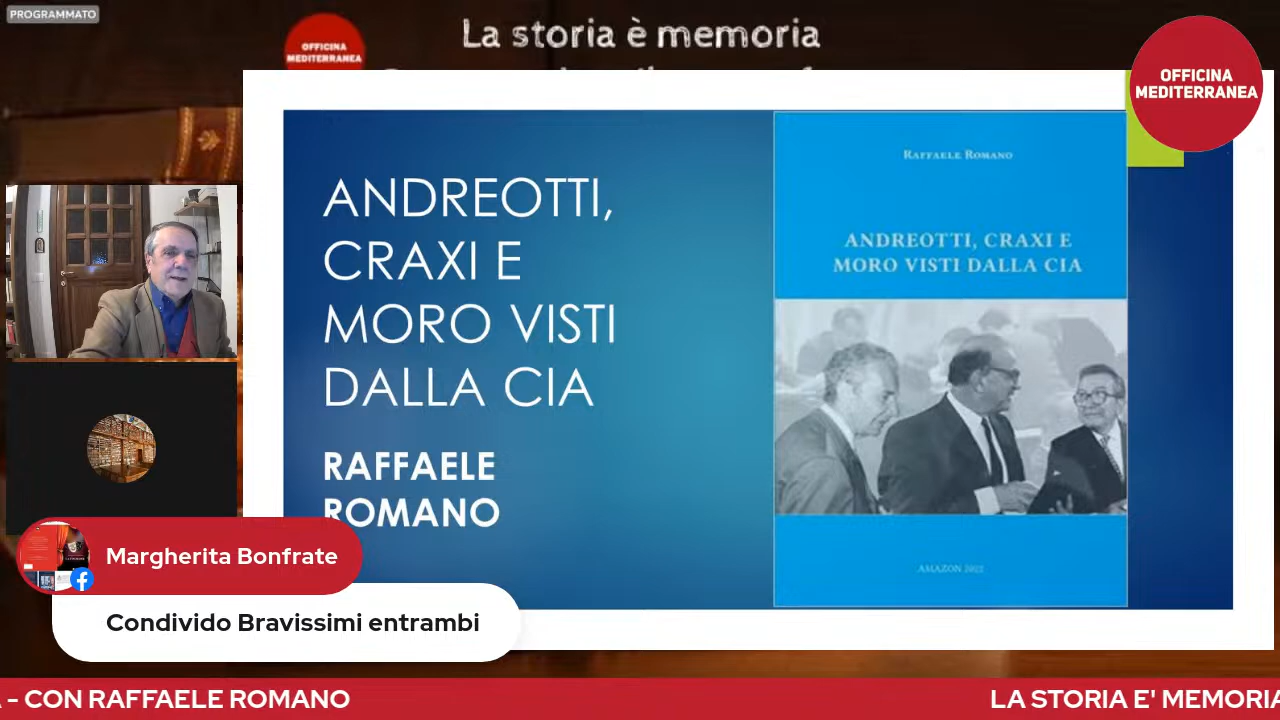 PROGRAMMATO
La storia è memoria
OFFICINA
MEDITERRANEA
OFFICINA
MEDITERRANEA
ANDREOTTI,
CRAXI E
MORO VISTI
DALLA CIA
RAFFAELE
ROMANO
Raffaele Romano
ANDREOTTI, CRAXI E
MORO VISTI DALLA CIA
AMAZON 2022
Margherita Bonfrate
Condivido Bravissimi entrambi
- CON RAFFAELE ROMANO
LA STORIA E' MEMORIA